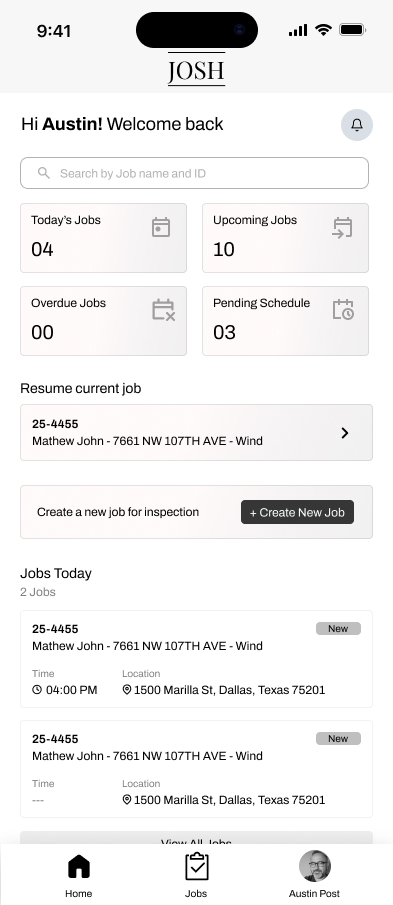 9:41
JOSH
Hi Austin! Welcome back
Search by Job name and ID
Today's Jobs
04
Upcoming Jobs
10
Overdue Jobs
00
Pending Schedule
03
Resume current job
25-4455
Mathew John - 7661 NW 107TH AVE - Wind
Create a new job for inspection
+ Create New Job
Jobs Today
2 Jobs
25-4455
New
Mathew John - 7661 NW 107TH AVE - Wind
Time
Location
04:00 PM
1500 Marilla St, Dallas, Texas 75201
25-4455
New
Mathew John - 7661 NW 107TH AVE - Wind
Time
Location
---
1500 Marilla St, Dallas, Texas 75201
View All Jobs
Home
Jobs
Austin Post